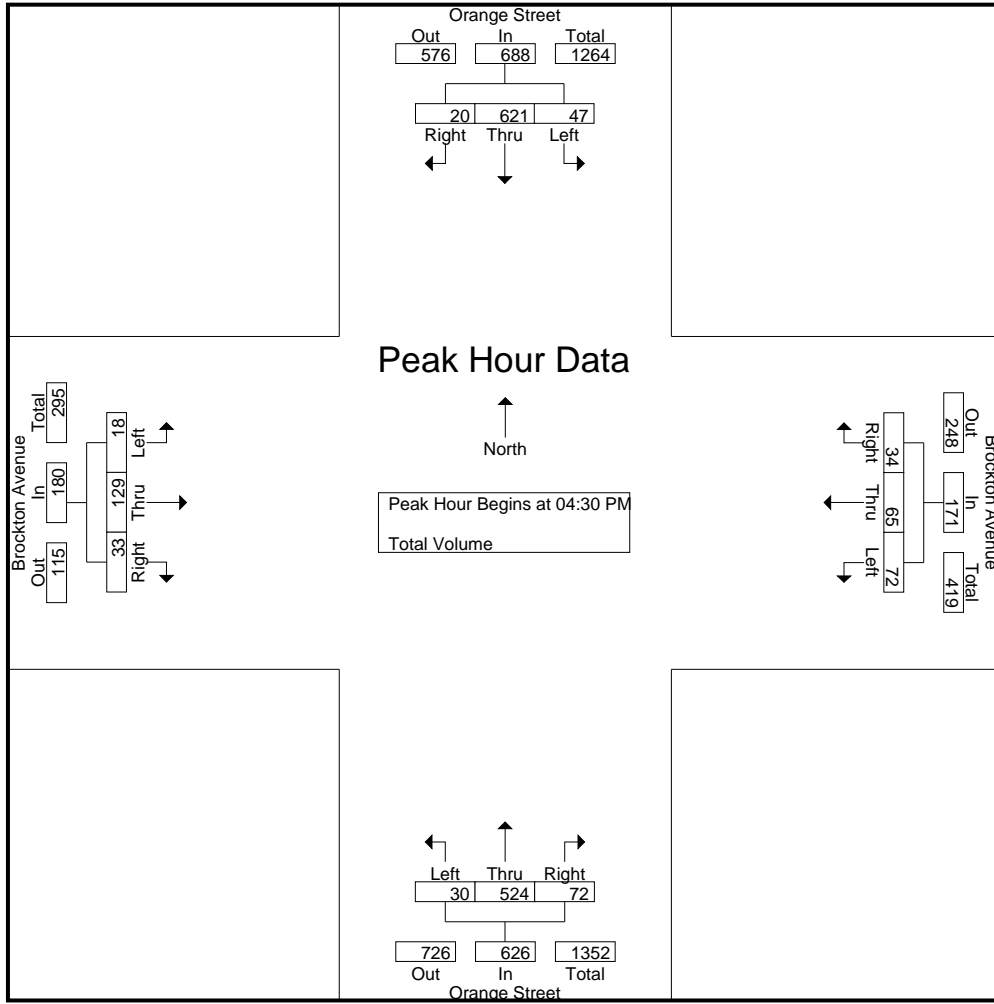 Orange Street
Out In Total
576 688 1264
20 621 47
Right Thru Left
Peak Hour Data
North
Peak Hour Begins at 04:30 PM
Total Volume
Brockton Avenue
Total In Out
295 180 115
18 129 33
Left Thru Right
Brockton Avenue
Out In Total
248 171 419
34 65 72
Right Thru Left
Left Thru Right
30 524 72
726 626 1352
Out In Total
Orange Street